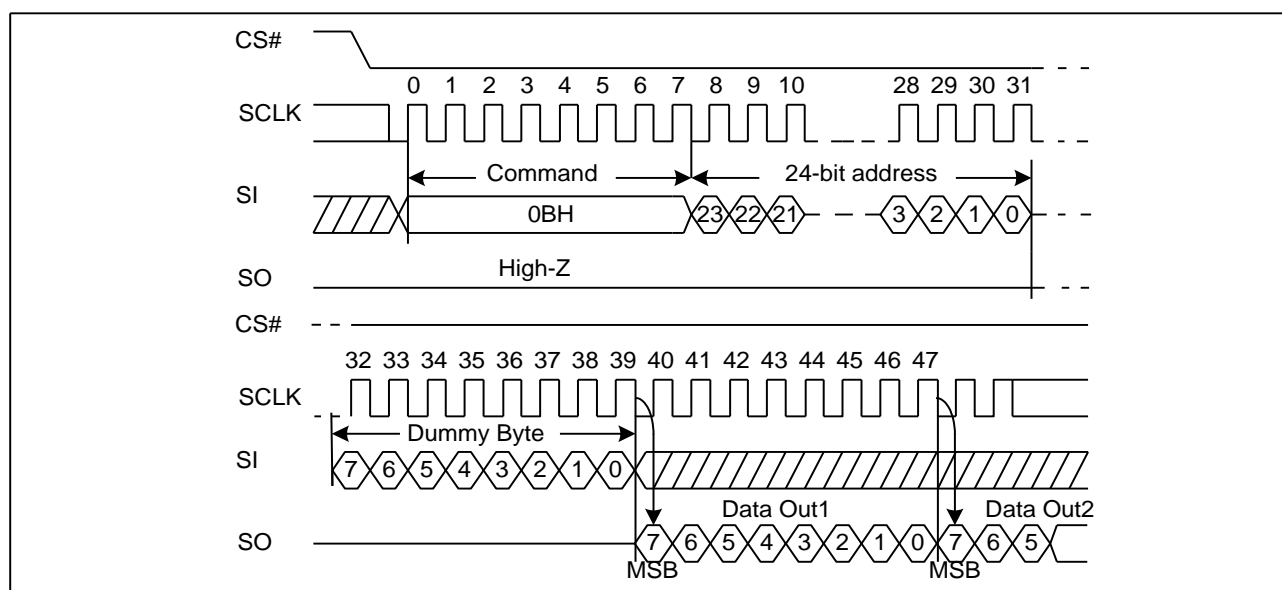 CS#
0 1 2 3 4 5 6 7 8 9 10 28 29 30 31
SCLK
Command 24-bit address
SI
0BH 23 22 21 3 2 1 0
High-Z
SO
CS#
32 33 34 35 36 37 38 39 40 41 42 43 44 45 46 47
SCLK
Dummy Byte
SI
7 6 5 4 3 2 1 0
Data Out1 Data Out2
SO
7 6 5 4 3 2 1 0 7 6 5
MSB MSB